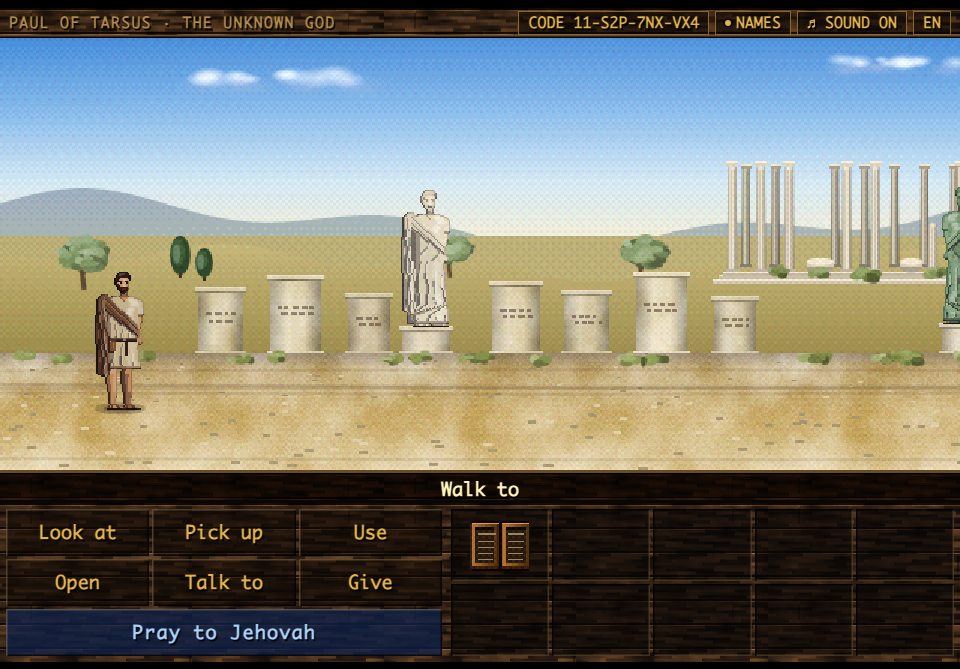 PAUL OF TARSUS · THE UNKNOWN GOD
CODE 11-S2P-7NX-VX4
• NAMES
♬ SOUND ON
EN
Walk to
Look at
Pick up
Use
Open
Talk to
Give
Pray to Jehovah